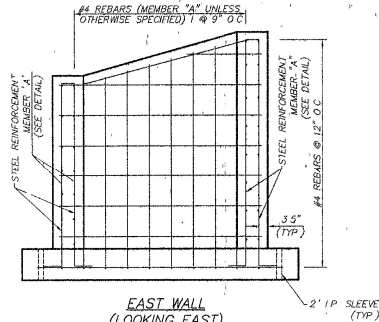 #4 REBARS (MEMBER "A" UNLESS
OTHERWISE SPECIFIED) 1 @ 9" O C
STEEL REINFORCEMENT
MEMBER 'A'
(SEE DETAIL)
STEEL REINFORCEMENT
MEMBER "A"
(SEE DETAIL)
#4 REBARS @ 12" O.C
3 5"
(TYP)
EAST WALL
(LOOKING EAST)
2' I P SLEEVE
(TYP)